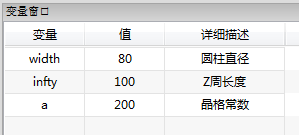 变量窗口
变量 值 详细描述
width 80 圆柱直径
infty 100 Z周长度
a 200 晶格常数